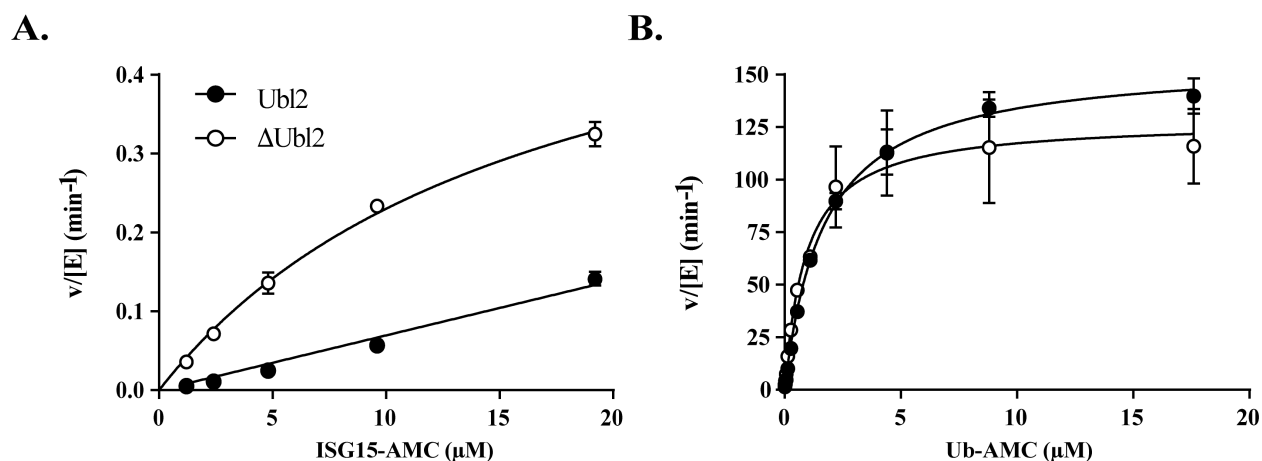 A.
v/[E] (min-1)
0.4
0.3
0.2
0.1
0.0
Ubl2
ΔUbl2
0
5
10
15
20
ISG15-AMC (μM)
B.
v/[E] (min-1)
150
125
100
75
50
25
0
0
5
10
15
20
Ub-AMC (μM)